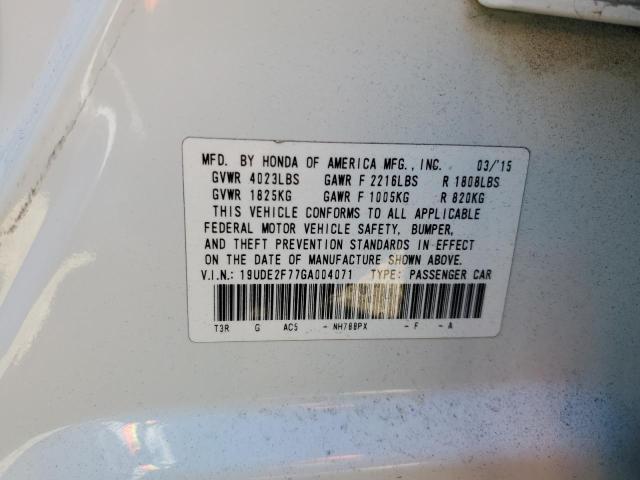 MFD. BY HONDA OF AMERICA MFG., INC. 03/'15
GVWR 4023LBS GAWR F 2216LBS R 1808LBS
GVWR 1825KG GAWR F 1005KG R 820KG
THIS VEHICLE CONFORMS TO ALL APPLICABLE
FEDERAL MOTOR VEHICLE SAFETY, BUMPER,
AND THEFT PREVENTION STANDARDS IN EFFECT
ON THE DATE OF MANUFACTURE SHOWN ABOVE.
V.I.N.: 19UDE2F77GA004071 TYPE: PASSENGER CAR
T3R G AC5 - NH788PX - F - A